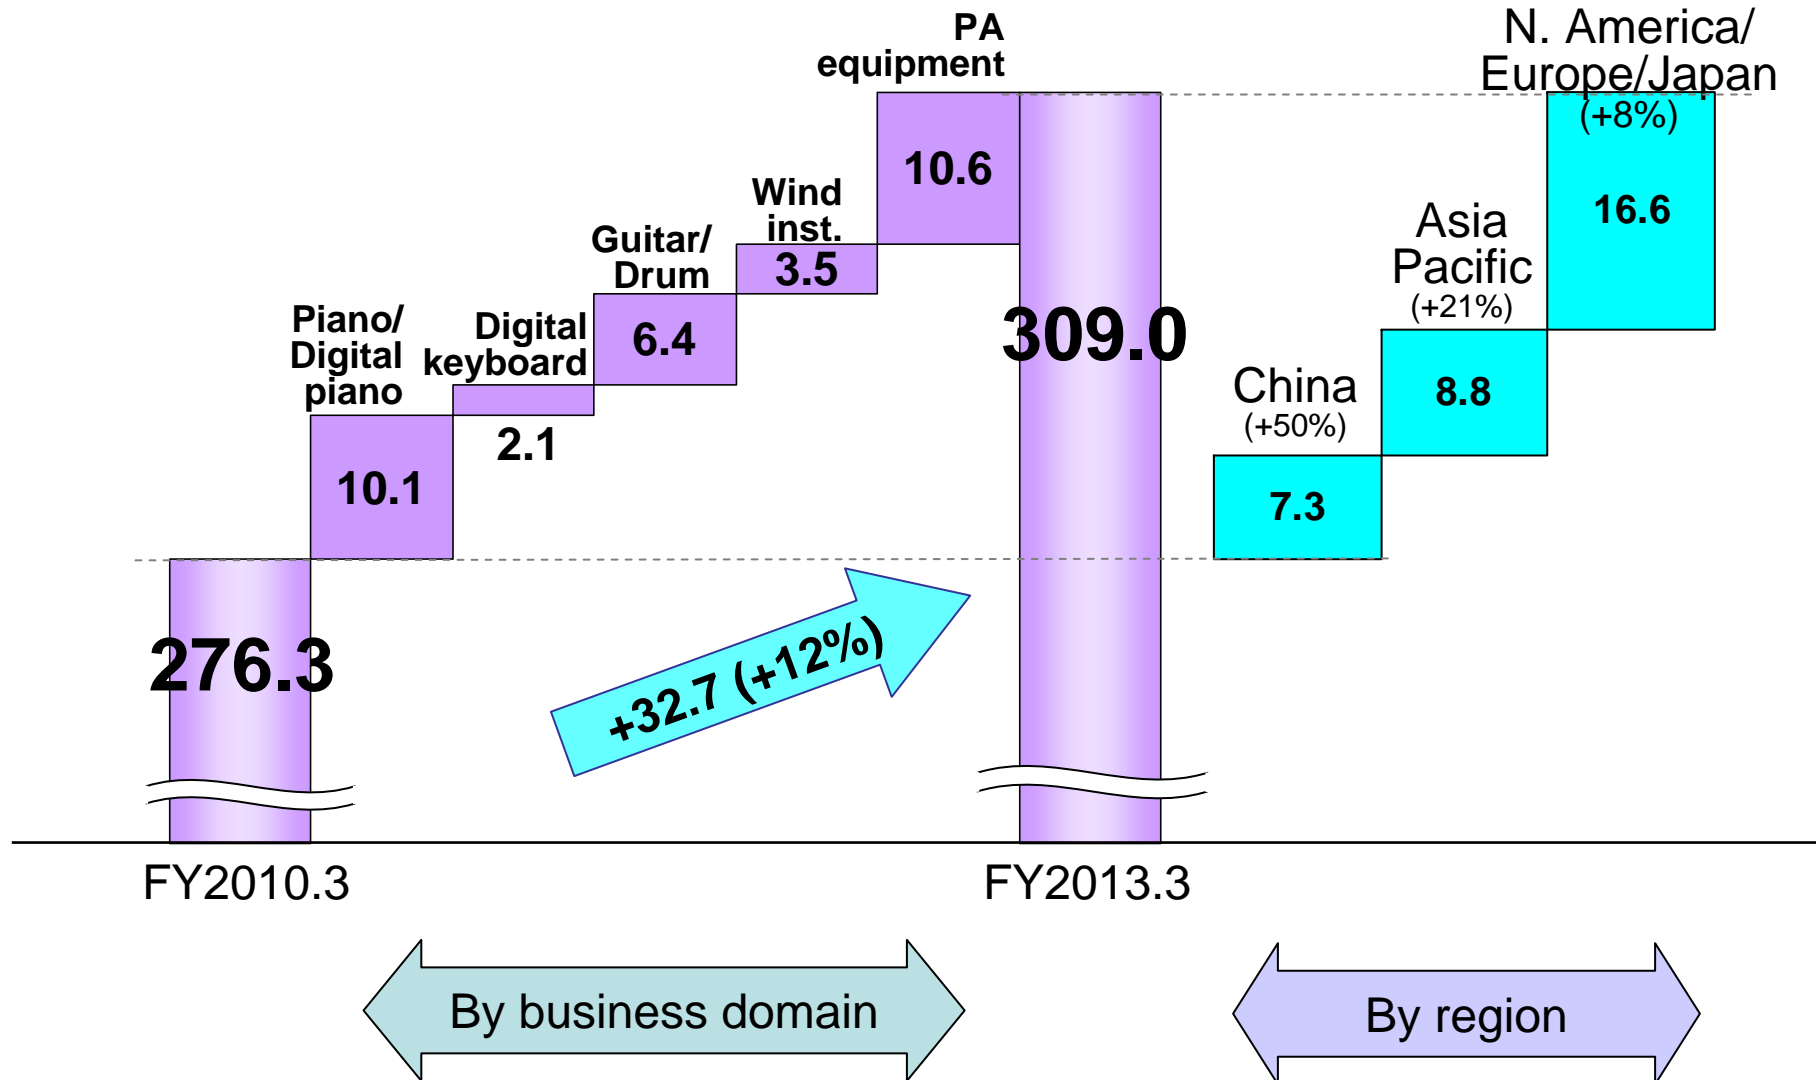 PA
equipment
10.6
Wind
inst.
3.5
Guitar/
Drum
6.4
Digital
keyboard
2.1
Piano/
Digital
piano
10.1
276.3
+32.7 (+12%)
309.0
N. America/
Europe/Japan
(+8%)
16.6
Asia
Pacific
(+21%)
8.8
China
(+50%)
7.3
FY2010.3
FY2013.3
By business domain
By region